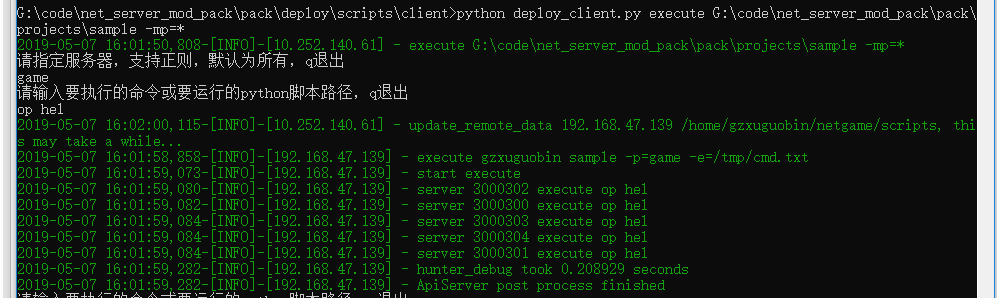 G:\code\net_server_mod_pack\pack\deploy\scripts\client>python deploy_client.py execute G:\code\net_server_mod_pack\pack\
projects\sample -mp=*
2019-05-07 16:01:50,808-[INFO]-[10.252.140.61] - execute G:\code\net_server_mod_pack\pack\projects\sample -mp=*
请指定服务器，支持正则，默认为所有，q退出
game
请输入要执行的命令或要运行的python脚本路径，q退出
op hel
2019-05-07 16:02:00,115-[INFO]-[10.252.140.61] - update_remote_data 192.168.47.139 /home/gzxuguobin/netgame/scripts, thi
s may take a while...
2019-05-07 16:01:58,858-[INFO]-[192.168.47.139] - execute gzxuguobin sample -p=game -e=/tmp/cmd.txt
2019-05-07 16:01:59,073-[INFO]-[192.168.47.139] - start execute
2019-05-07 16:01:59,080-[INFO]-[192.168.47.139] - server 3000302 execute op hel
2019-05-07 16:01:59,082-[INFO]-[192.168.47.139] - server 3000300 execute op hel
2019-05-07 16:01:59,084-[INFO]-[192.168.47.139] - server 3000303 execute op hel
2019-05-07 16:01:59,084-[INFO]-[192.168.47.139] - server 3000304 execute op hel
2019-05-07 16:01:59,084-[INFO]-[192.168.47.139] - server 3000301 execute op hel
2019-05-07 16:01:59,282-[INFO]-[192.168.47.139] - hunter_debug took 0.208929 seconds
2019-05-07 16:01:59,282-[INFO]-[192.168.47.139] - ApiServer post process finished